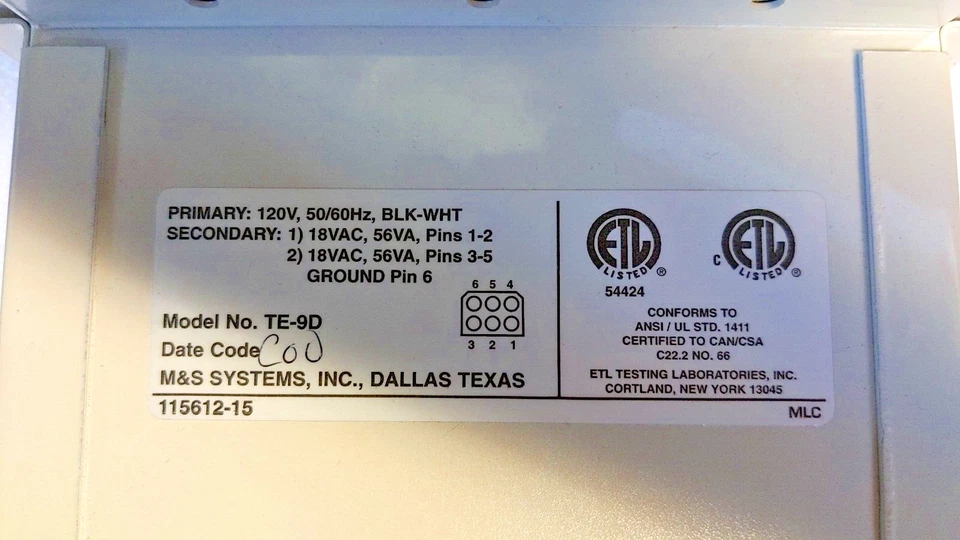 PRIMARY: 120V, 50/60Hz, BLK-WHT
SECONDARY: 1) 18VAC, 56VA, Pins 1-2
2) 18VAC, 56VA, Pins 3-5
GROUND Pin 6
6 5 4
3 2 1
Model No. TE-9D
Date Code
M&S SYSTEMS, INC., DALLAS TEXAS
115612-15
ETL
LISTED ®
54424
C ETL
LISTED ®
CONFORMS TO
ANSI / UL STD. 1411
CERTIFIED TO CAN/CSA
C22.2 NO. 66
ETL TESTING LABORATORIES, INC.
CORTLAND, NEW YORK 13045
MLC